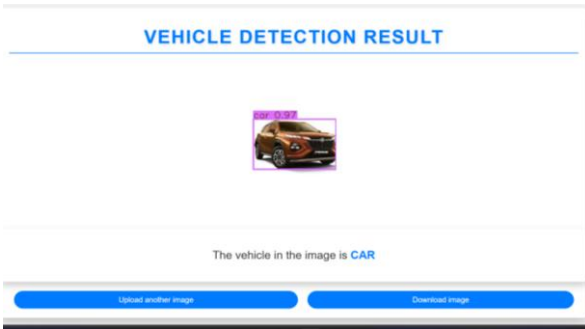 VEHICLE DETECTION RESULT
car 0.97
The vehicle in the image is CAR
Upload another image
Download image